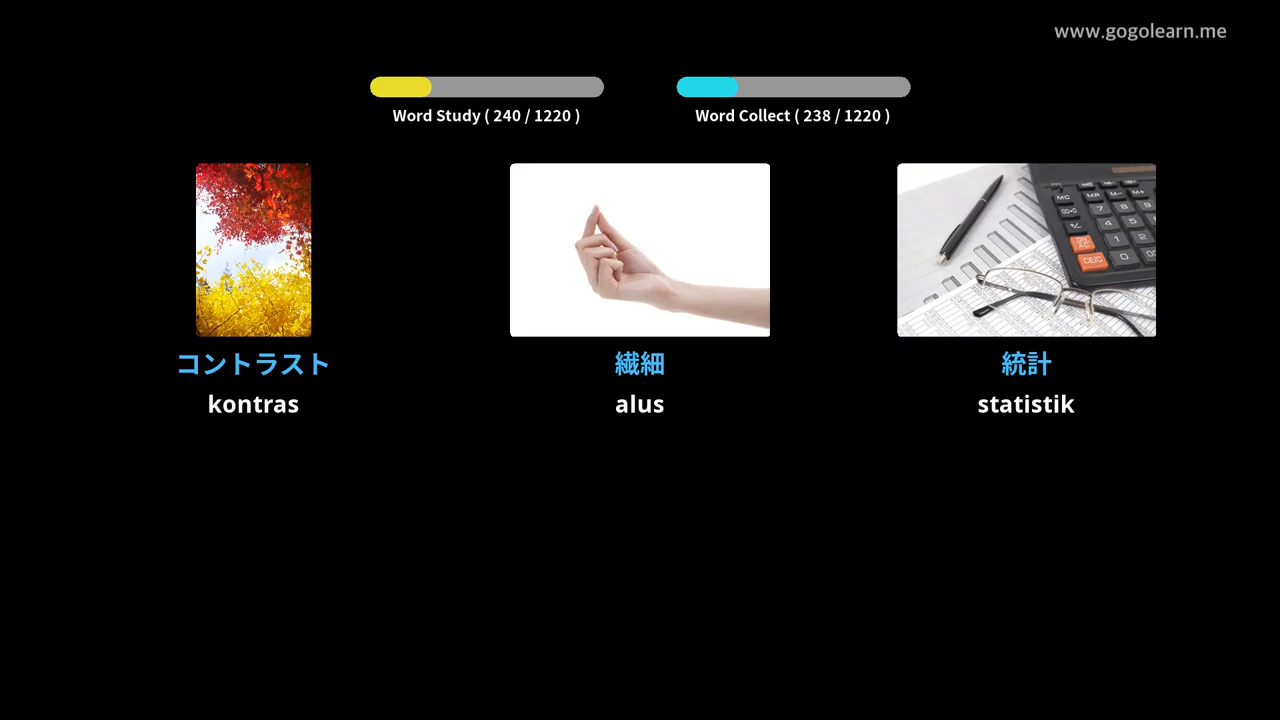 www.gogolearn.me
Word Study ( 240 / 1220 )
Word Collect ( 238 / 1220 )
コントラスト
kontras
繊細
alus
統計
statistik